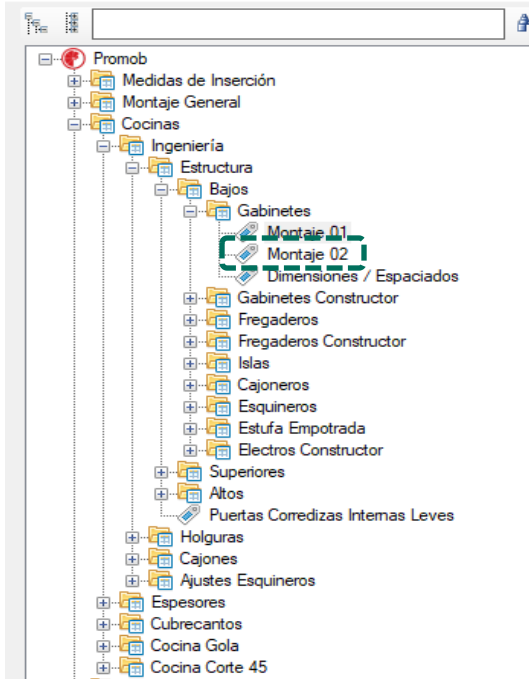 Promob
Medidas de Inserción
Montaje General
Cocinas
Ingeniería
Estructura
Bajos
Gabinetes
Montaje 01
Montaje 02
Dimensiones / Espaciados
Gabinetes Constructor
Fregaderos
Fregaderos Constructor
Islas
Cajoneros
Esquineros
Estufa Empotrada
Electros Constructor
Superiores
Altos
Puertas Corredizas Internas Leves
Holguras
Cajones
Ajustes Esquineros
Espesores
Cubrecantos
Cocina Gola
Cocina Corte 45